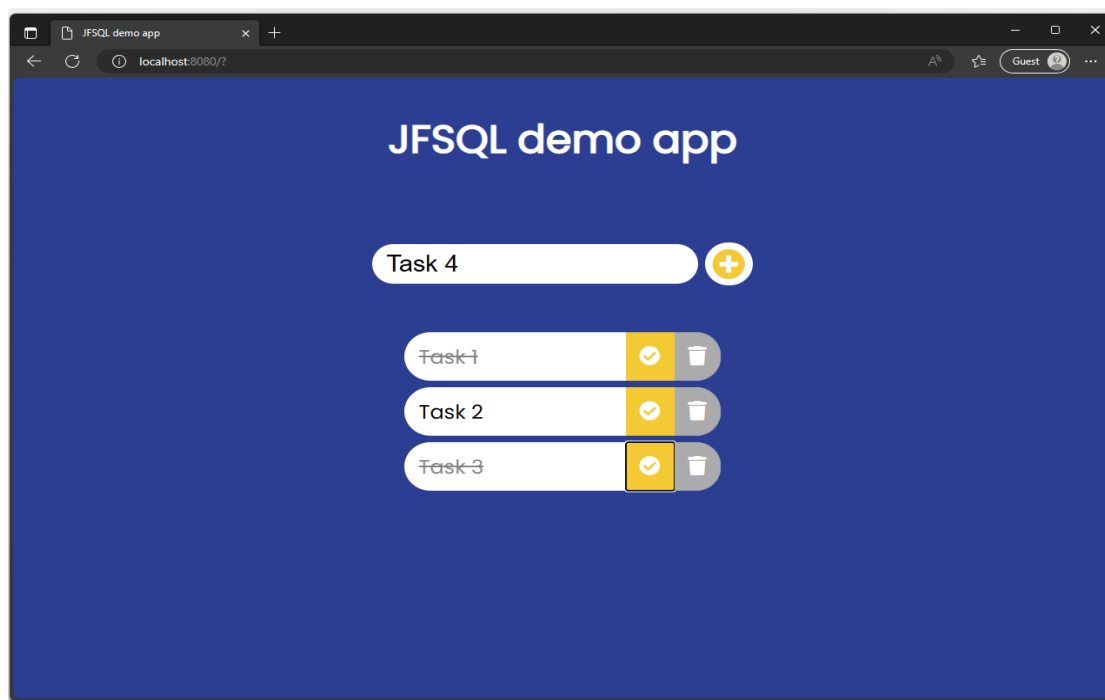 JFSQL demo app
localhost:8080/?
Guest
JFSQL demo app
Task 4
Task 1
Task 2
Task 3